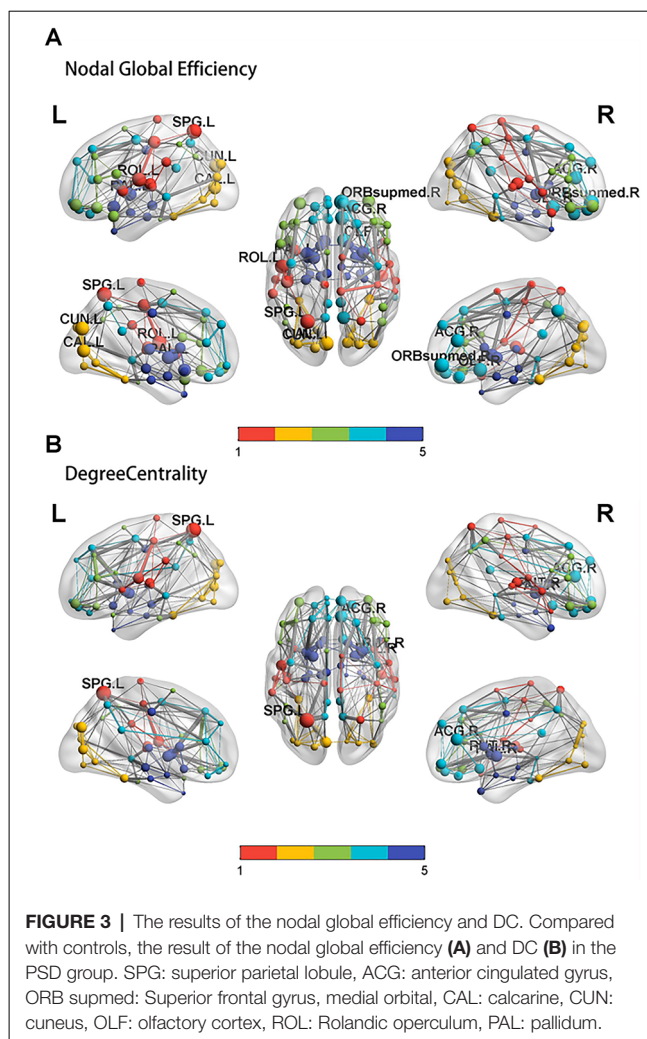 A
Nodal Global Efficiency
L
R
SPG.L
CUN.L
ROL.L
CAL.L
ACG.R
ORBsupmed.R
ORBsupmed.R
ACG.R
OLF.R
ROL.L
SPG.L
CUN.L
SPG.L
CUN.L
CAL.L
ROL.L
PAL.L
ACG.R
ORBsupmed.R
OLF.R
1 5
B
DegreeCentrality
L
R
SPG.L
ACG.R
ACG.R
SPG.L
SPG.L
ACG.R
1 5
FIGURE 3 | The results of the nodal global efficiency and DC. Compared
with controls, the result of the nodal global efficiency (A) and DC (B) in the
PSD group. SPG: superior parietal lobule, ACG: anterior cingulated gyrus,
ORB supmed: Superior frontal gyrus, medial orbital, CAL: calcarine, CUN:
cuneus, OLF: olfactory cortex, ROL: Rolandic operculum, PAL: pallidum.